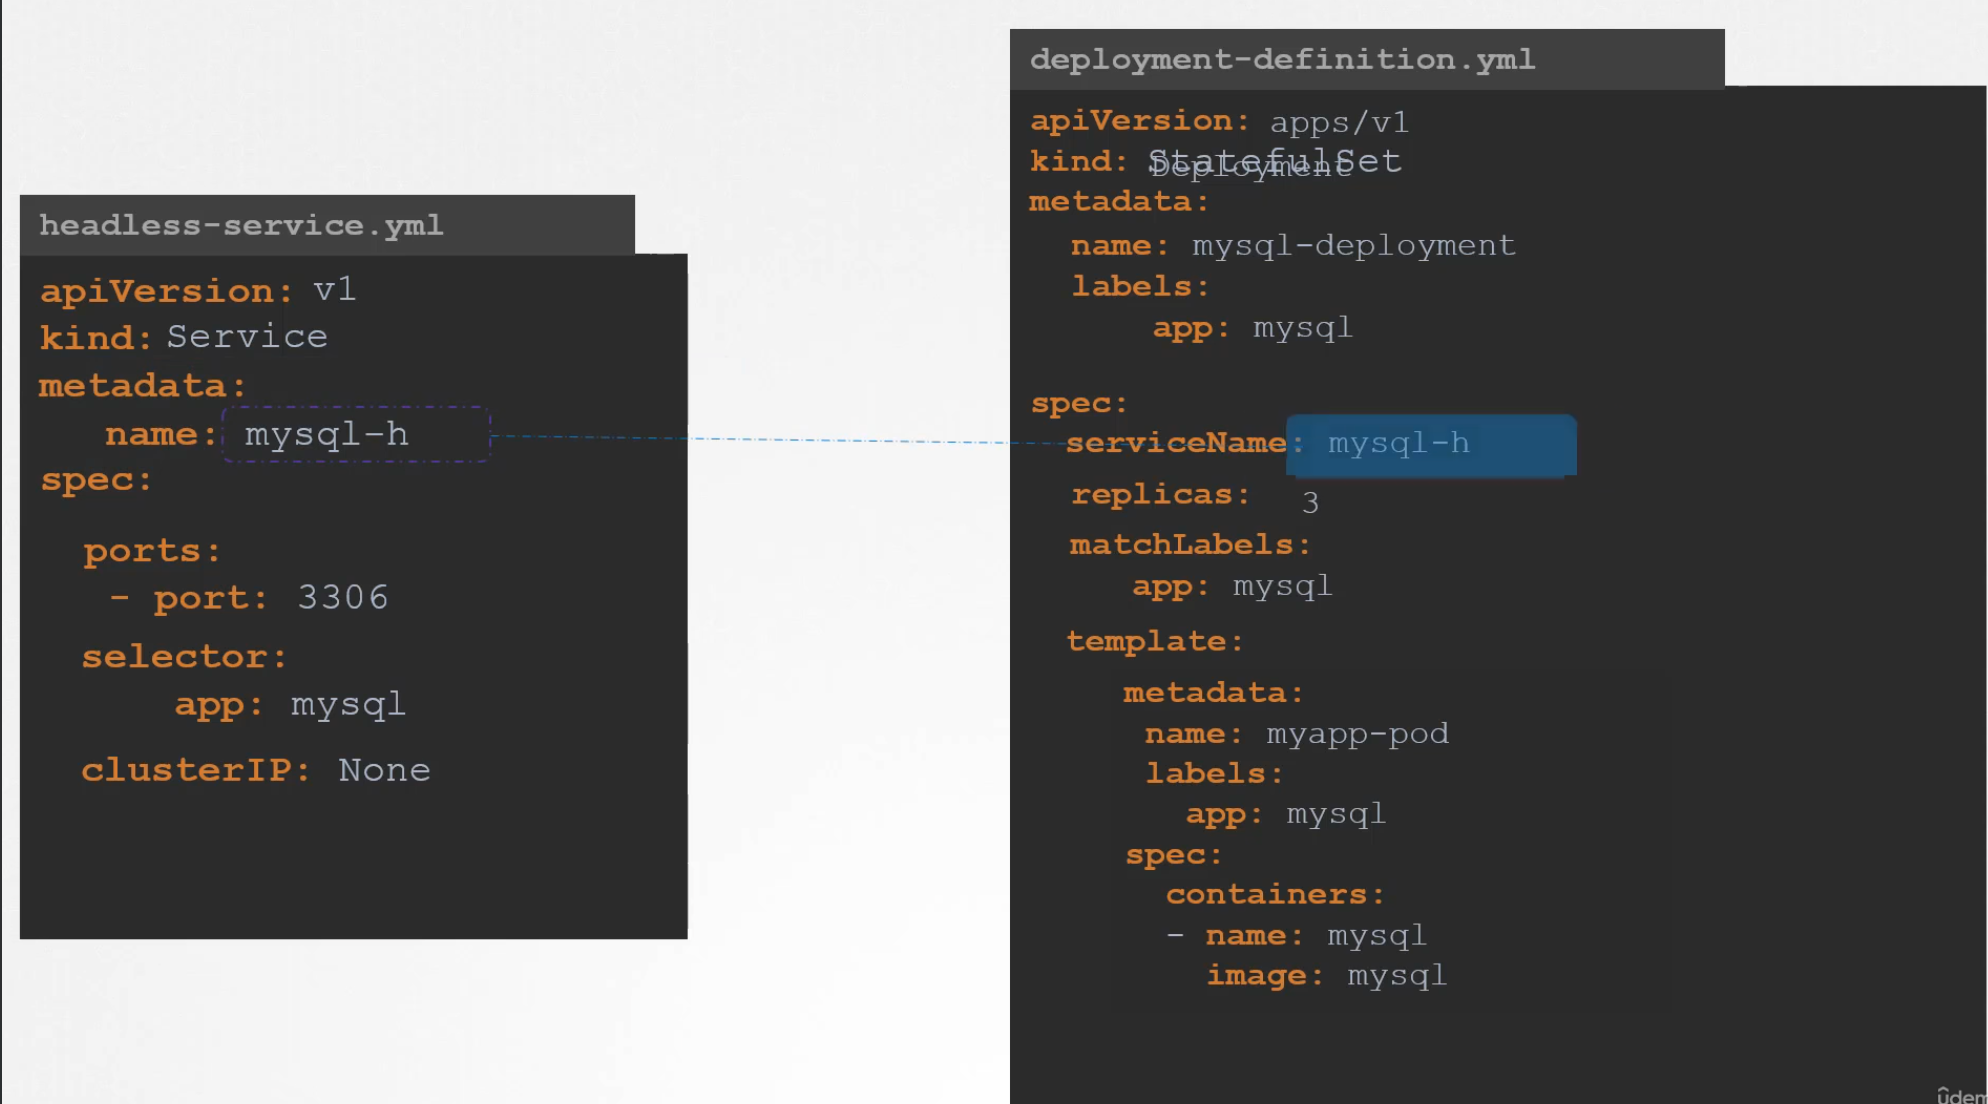 headless-service.yml
apiVersion: v1
kind: Service
metadata:
name: mysql-h
spec:
ports:
- port: 3306
selector:
app: mysql
clusterIP: None
deployment-definition.yml
apiVersion: apps/v1
kind: StatefulSet
Deployment
metadata:
name: mysql-deployment
labels:
app: mysql
spec:
serviceName: mysql-h
replicas: 3
matchLabels:
app: mysql
template:
metadata:
name: myapp-pod
labels:
app: mysql
spec:
containers:
- name: mysql
image: mysql